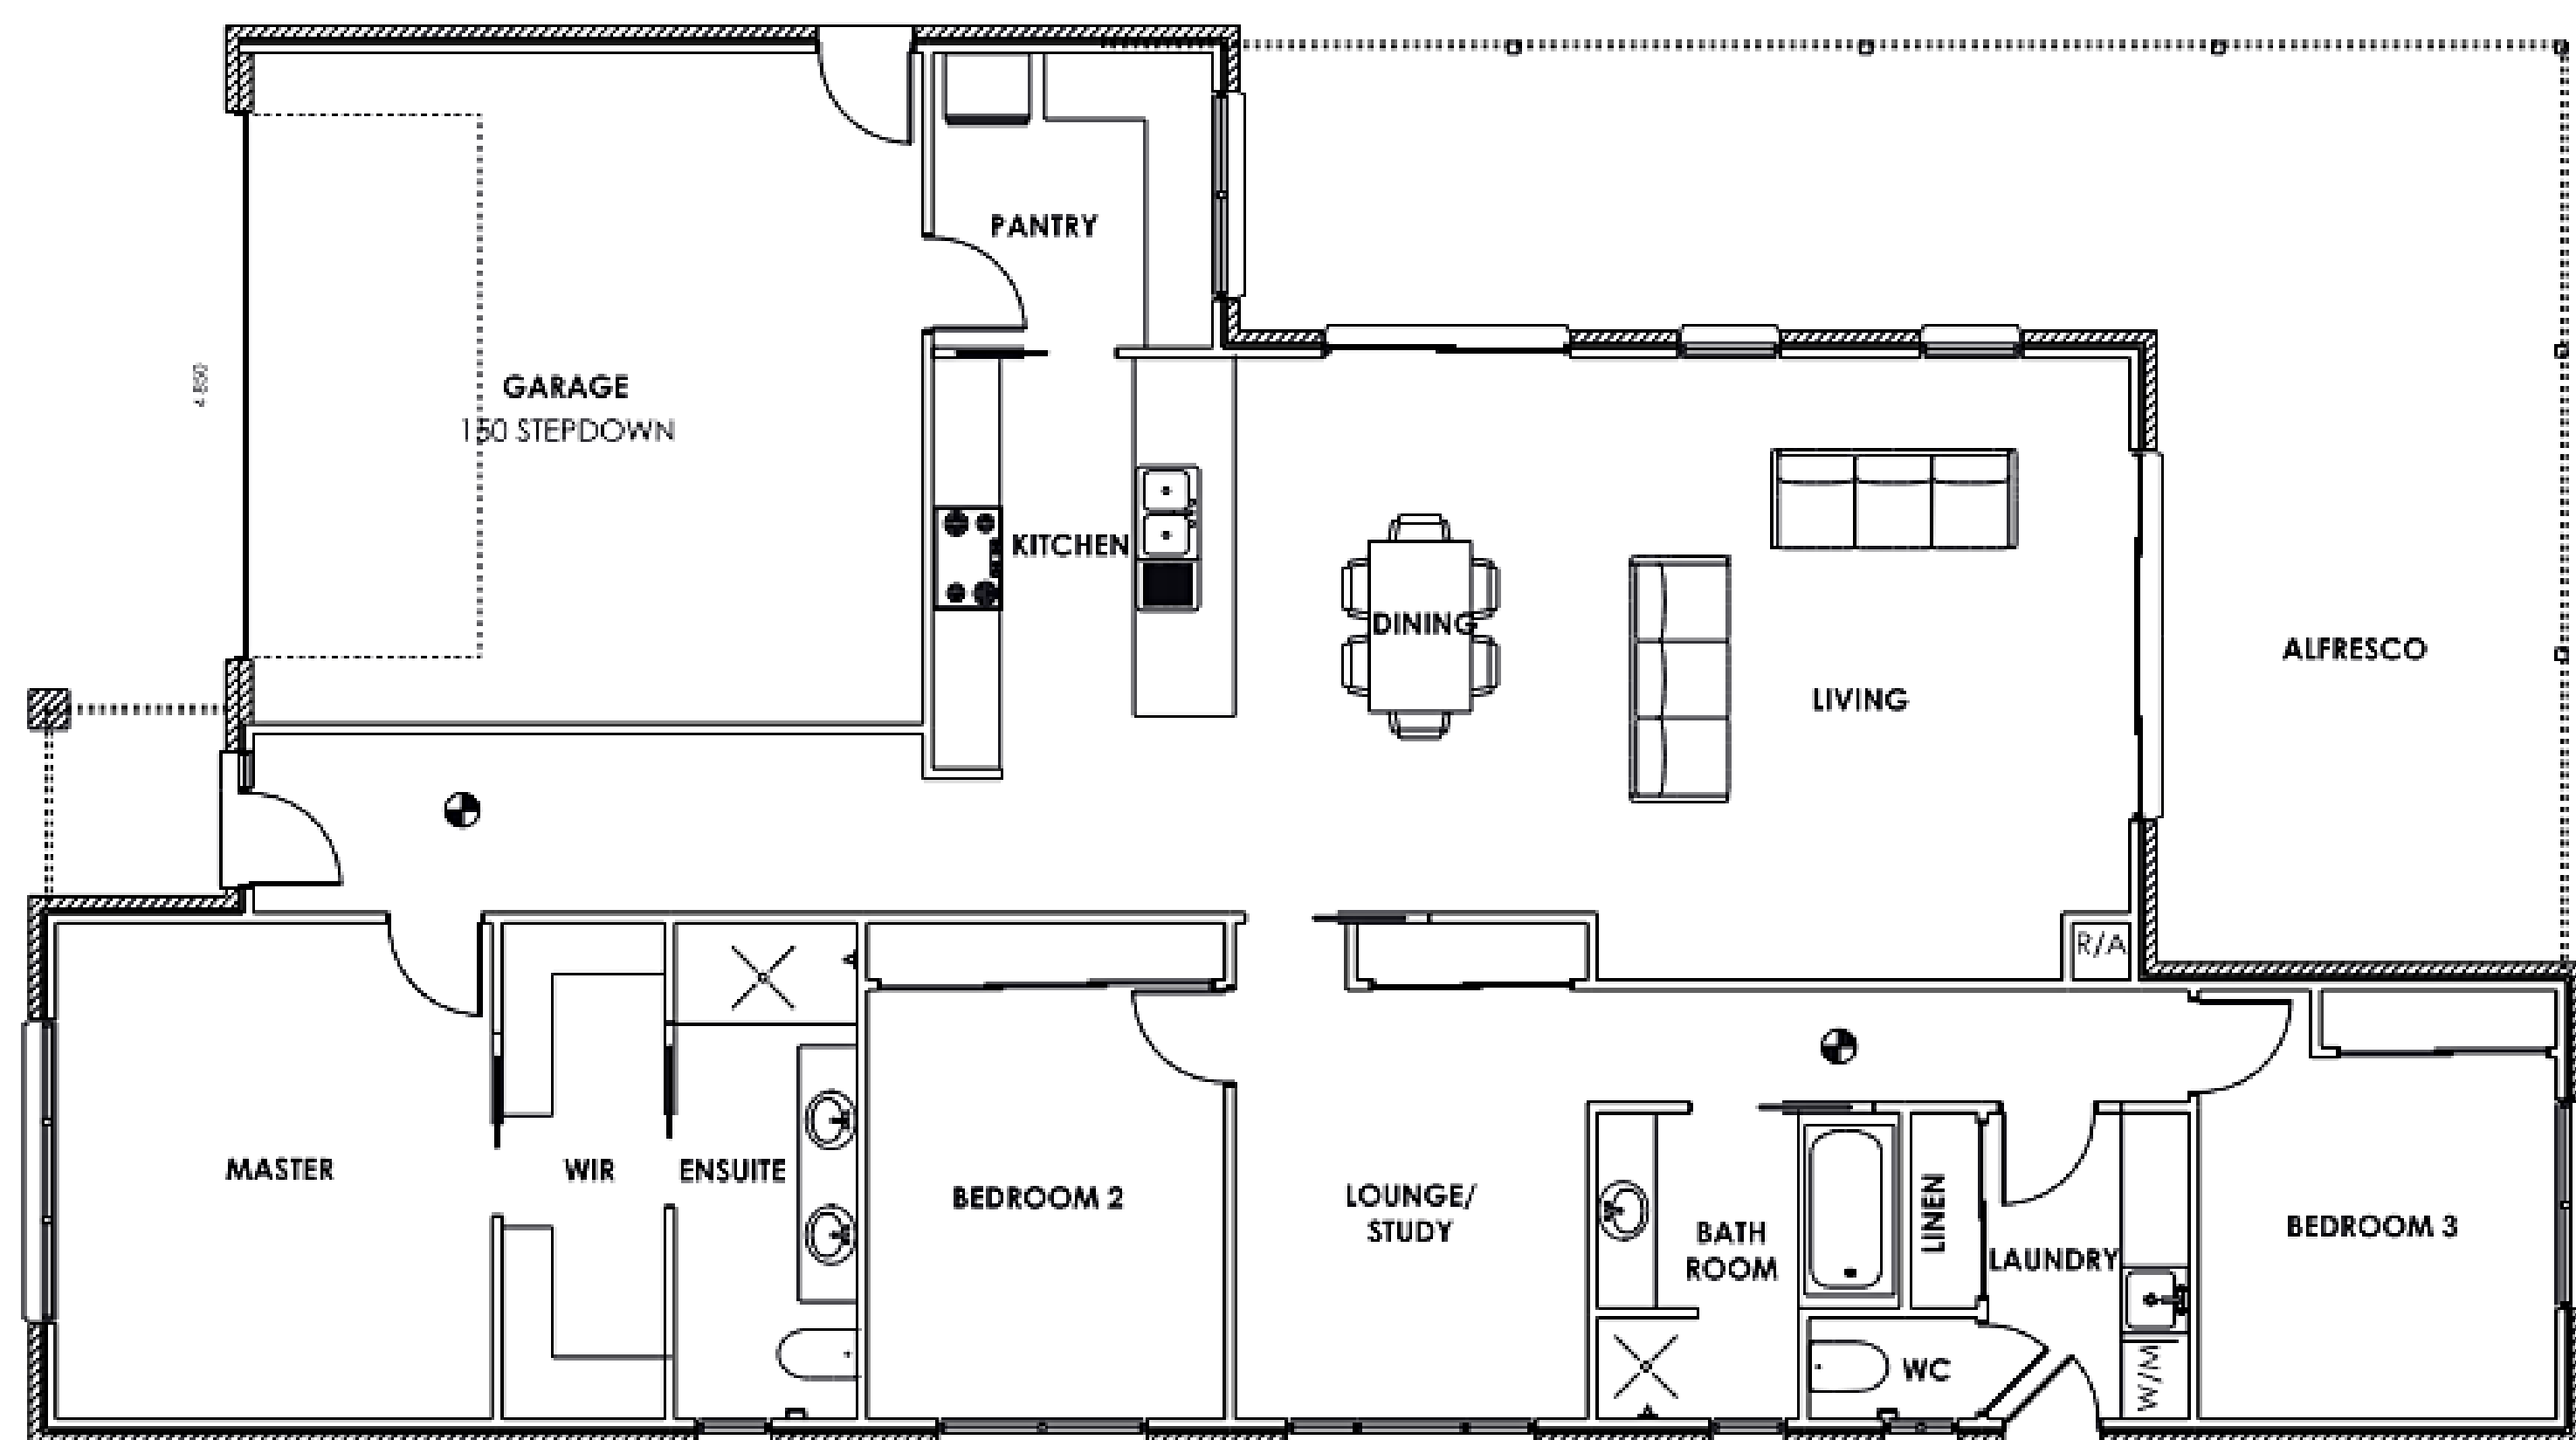 PANTRY
GARAGE
150 STEPDOWN
KITCHEN
DINING
ALFRESCO
LIVING
R/A
MASTER
WIR
ENSUITE
BEDROOM 2
LOUNGE/
STUDY
BATH
ROOM
LINEN
LAUNDRY
BEDROOM 3
WC
W/M